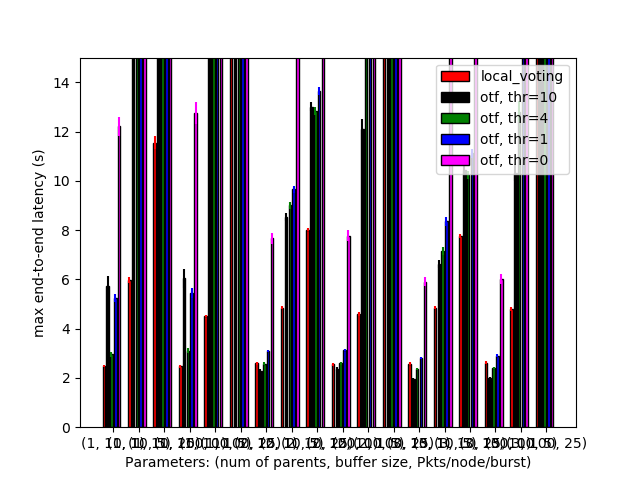 14
12
10
8
6
4
2
0
max end-to-end latency (s)
local_voting
otf, thr=10
otf, thr=4
otf, thr=1
otf, thr=0
Parameters: (num of parents, buffer size, Pkts/node/burst)